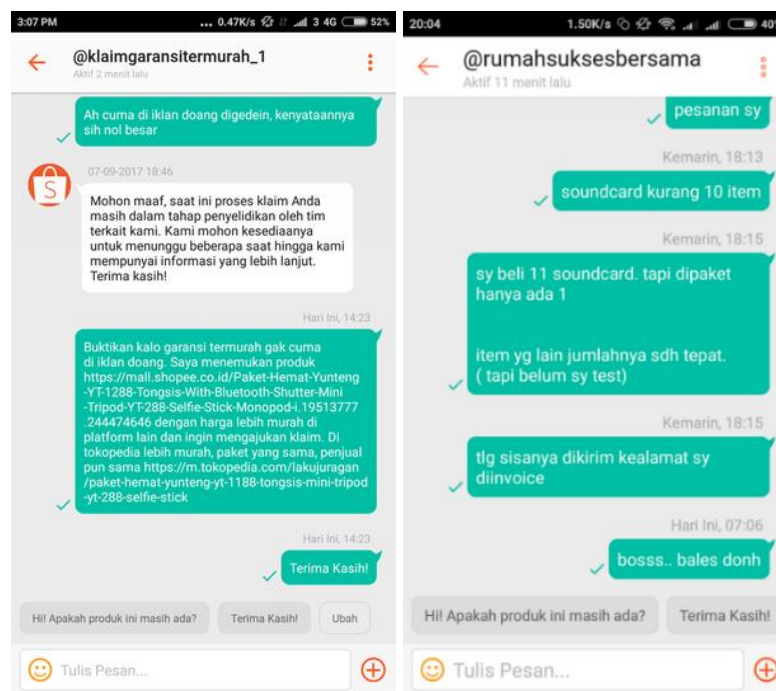 3:07 PM
... 0.47K/s 3 4G 52%
@klaimgaransitermurah_1
Aktif 2 menit lalu
Ah cuma di iklan doang digedein, kenyataannya
sih nol besar
07-09-2017 18:46
Mohon maaf, saat ini proses klaim Anda
masih dalam tahap penyelidikan oleh tim
terkait kami. Kami mohon kesediaanya
untuk menunggu beberapa saat hingga kami
mempunyai informasi yang lebih lanjut.
Terima kasih!
Hari Ini, 14:23
Buktikan kalo garansi termurah gak cuma
di iklan doang. Saya menemukan produk
https://mall.shopee.co.id/Paket-Hemat-Yunteng
-YT-1288-Tongsis-With-Bluetooth-Shutter-Mini
-Tripod-YT-288-Selfie-Stick-Monopod-i.19513777
.244474646 dengan harga lebih murah di
platform lain dan ingin mengajukan klaim. Di
tokopedia lebih murah, paket yang sama, penjual
pun sama https://m.tokopedia.com/lakujuragan
/paket-hemat-yunteng-yt-1188-tongsis-mini-tripod
-yt-288-selfie-stick
Hari Ini, 14:23
Terima Kasih!
Hi! Apakah produk ini masih ada?
Terima Kasih!
Ubah
Tulis Pesan...
20:04
1.50K/s 40%
@rumahsuksesbersama
Aktif 11 menit lalu
pesanan sy
Kemarin, 18:13
soundcard kurang 10 item
Kemarin, 18:15
sy beli 11 soundcard. tapi dipaket
hanya ada 1
item yg lain jumlahnya sdh tepat.
( tapi belum sy test)
Kemarin, 18:15
tlg sisanya dikirim kealamat sy
diinvoice
Hari Ini, 07:06
bosss.. bales donh
Hi! Apakah produk ini masih ada?
Terima Kasih!
Tulis Pesan...